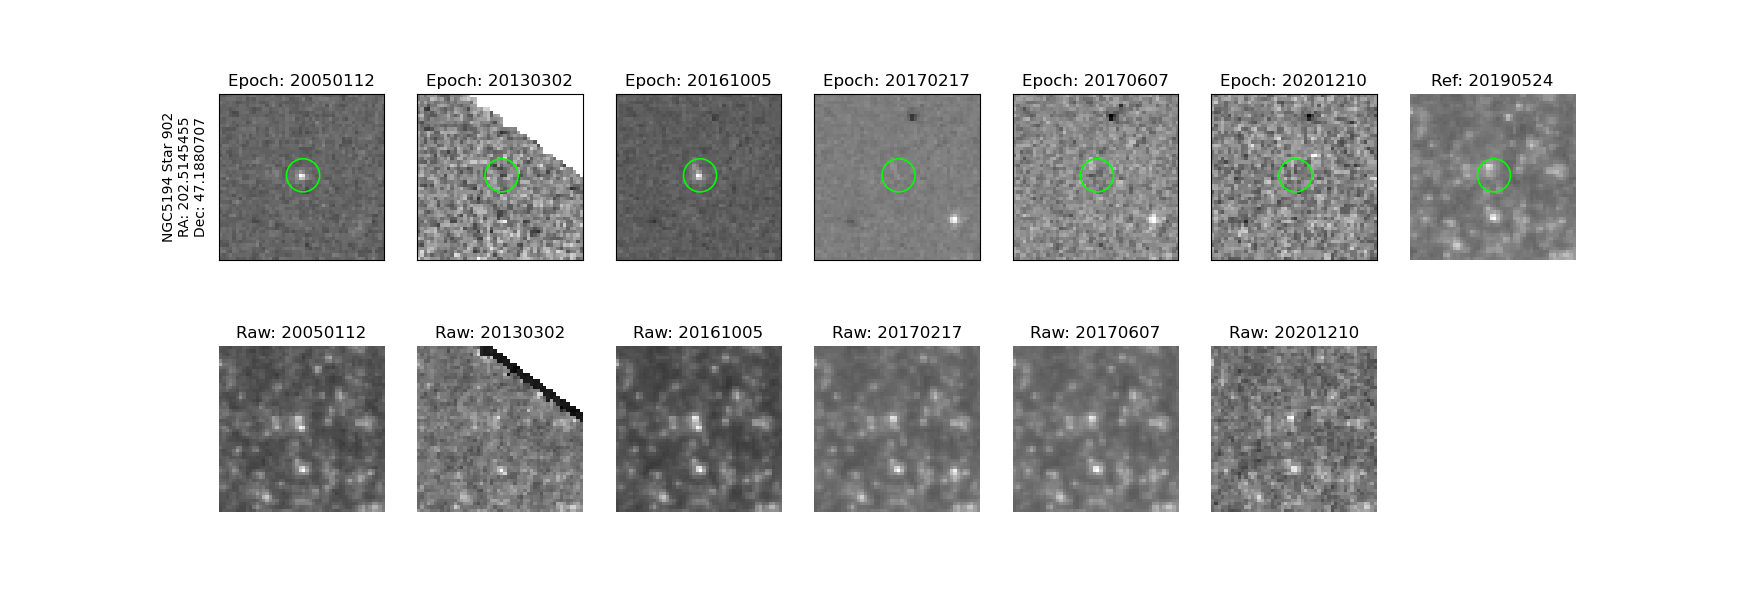 Epoch: 20050112
Epoch: 20130302
Epoch: 20161005
Epoch: 20170217
Epoch: 20170607
Epoch: 20201210
Ref: 20190524
NGC5194 Star 902
RA: 202.5145455
Dec: 47.1880707
Raw: 20050112
Raw: 20130302
Raw: 20161005
Raw: 20170217
Raw: 20170607
Raw: 20201210